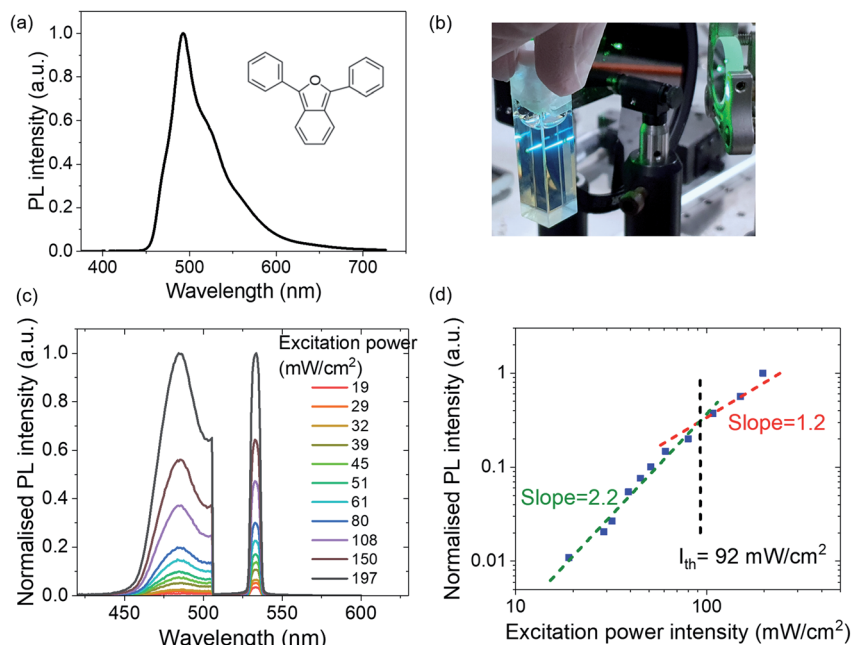 (a)
PL intensity (a.u.)
1.0
0.8
0.6
0.4
0.2
0.0
O
400
500
600
700
Wavelength (nm)
(b)
(c)
Normalised PL intensity (a.u.)
1.0
0.8
0.6
0.4
0.2
0.0
Excitation power
(mW/cm²)
19
29
32
39
45
51
61
80
108
150
197
450
500
550
600
Wavelength (nm)
(d)
Normalised PL intensity (a.u.)
1
0.1
0.01
Slope=1.2
Slope=2.2
Ith= 92 mW/cm²
10
100
Excitation power intensity (mW/cm²)